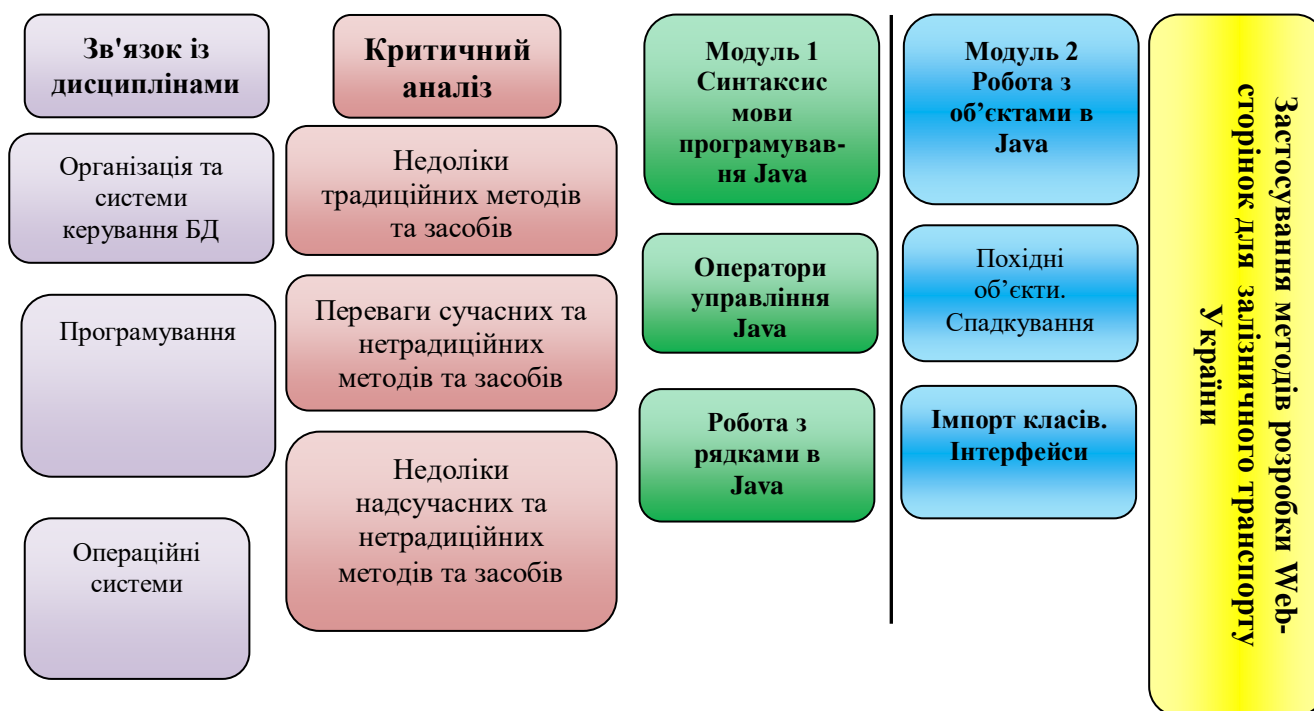 Зв'язок із
дисциплінами
Організація та
системи
керування БД
Програмування
Операційні
системи
Критичний
аналіз
Недоліки
традиційних методів
та засобів
Переваги сучасних та
нетрадиційних
методів та засобів
Недоліки
надсучасних та
нетрадиційних
методів та засобів
Модуль 1
Синтаксис
мови
програмуван-
ня Java
Оператори
управління
Java
Робота з
рядками в
Java
Модуль 2
Робота з
об’єктами в
Java
Похідні
об’єкти.
Спадкування
Імпорт класів.
Інтерфейси
Застосування методів розробки Web-
сторінок для залізничного транспорту
України